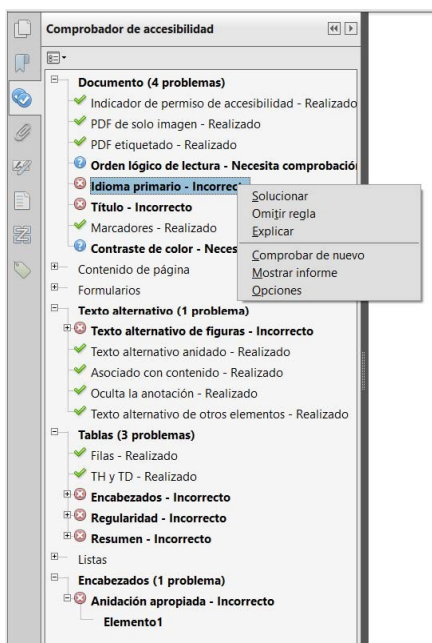 Comprobador de accesibilidad
Documento (4 problemas)
Indicador de permiso de accesibilidad - Realizado
PDF de solo imagen - Realizado
PDF etiquetado - Realizado
Orden lógico de lectura - Necesita comprobación
Idioma primario - Incorrecto
Solucionar
Título - Incorrecto
Omitir regla
Marcadores - Realizado
Explicar
Contraste de color - Neces
Comprobar de nuevo
Contenido de página
Mostrar informe
Formularios
Opciones
Texto alternativo (1 problema)
Texto alternativo de figuras - Incorrecto
Texto alternativo anidado - Realizado
Asociado con contenido - Realizado
Oculta la anotación - Realizado
Texto alternativo de otros elementos - Realizado
Tablas (3 problemas)
Filas - Realizado
TH y TD - Realizado
Encabezados - Incorrecto
Regularidad - Incorrecto
Resumen - Incorrecto
Listas
Encabezados (1 problema)
Anidación apropiada - Incorrecto
Elemento1